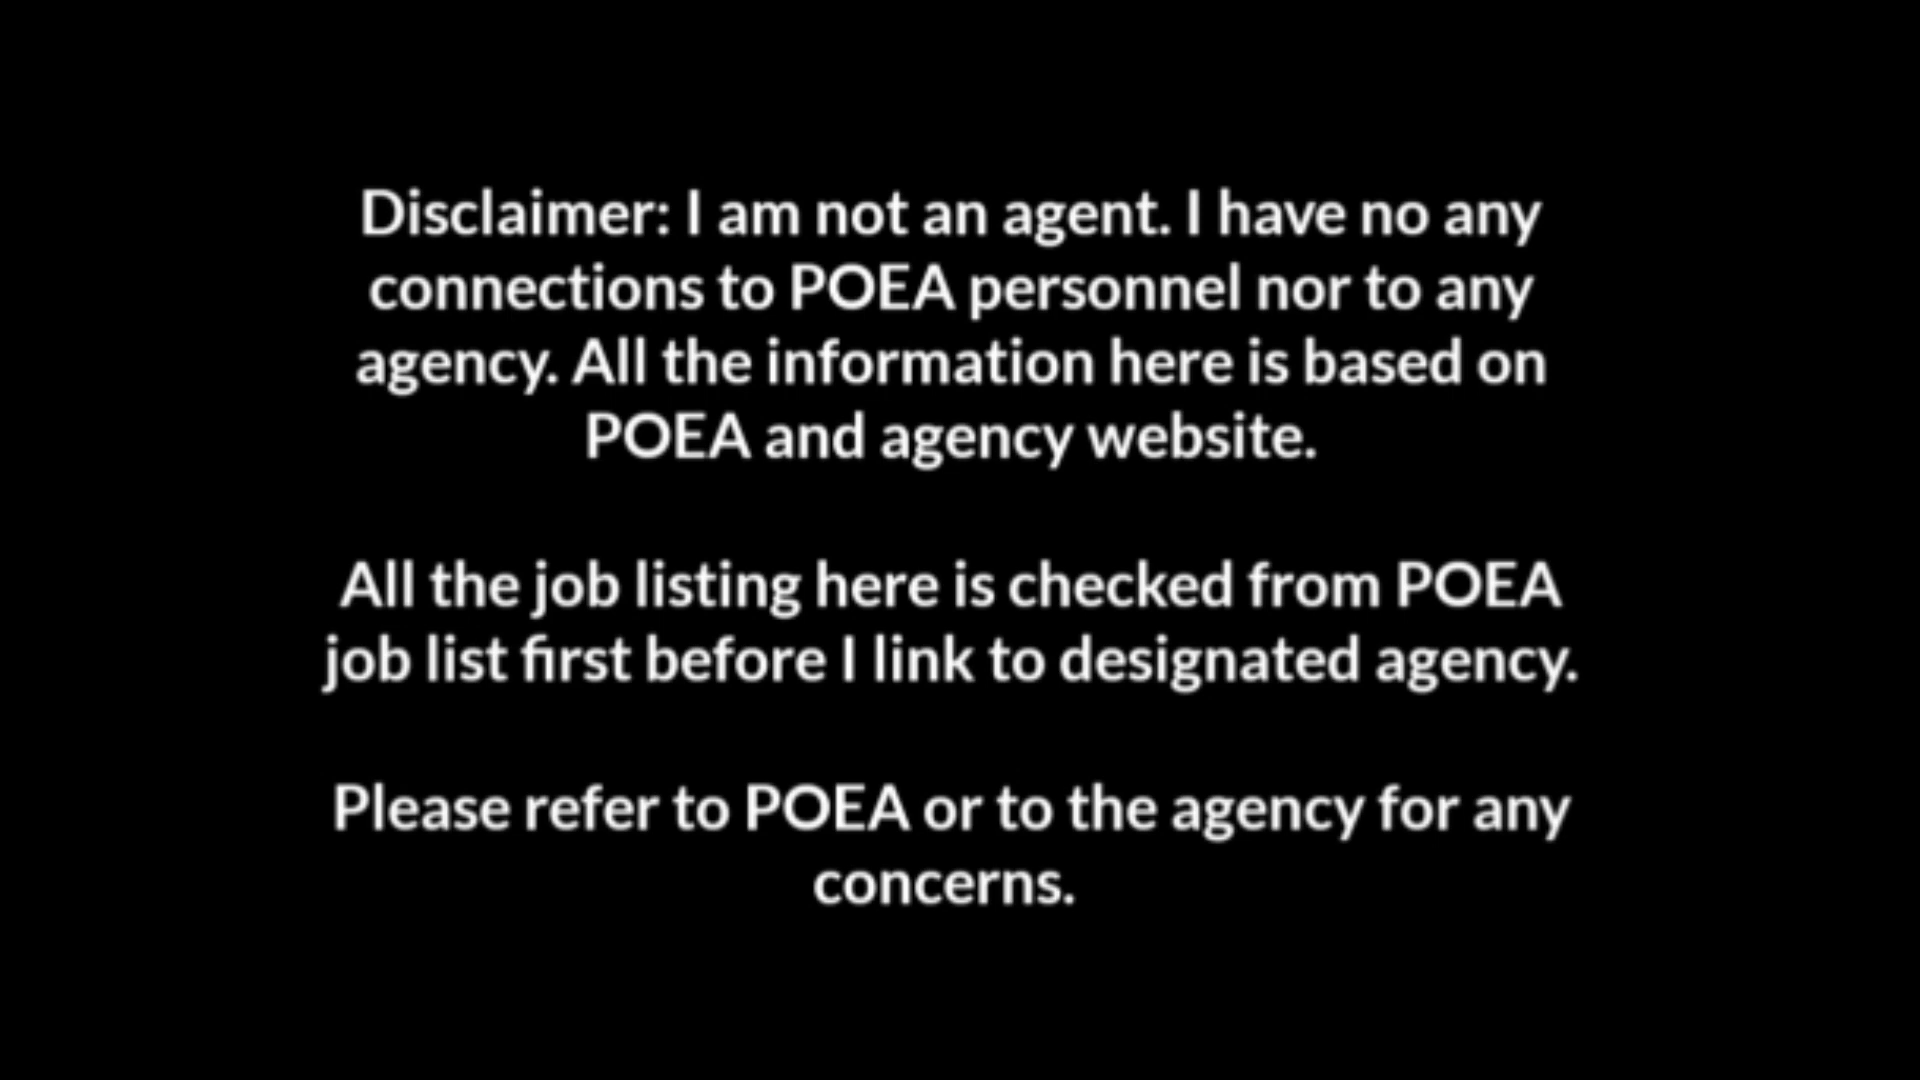 Disclaimer: I am not an agent. I have no any
connections to POEA personnel nor to any
agency. All the information here is based on
POEA and agency website.
All the job listing here is checked from POEA
job list first before I link to designated agency.
Please refer to POEA or to the agency for any
concerns.